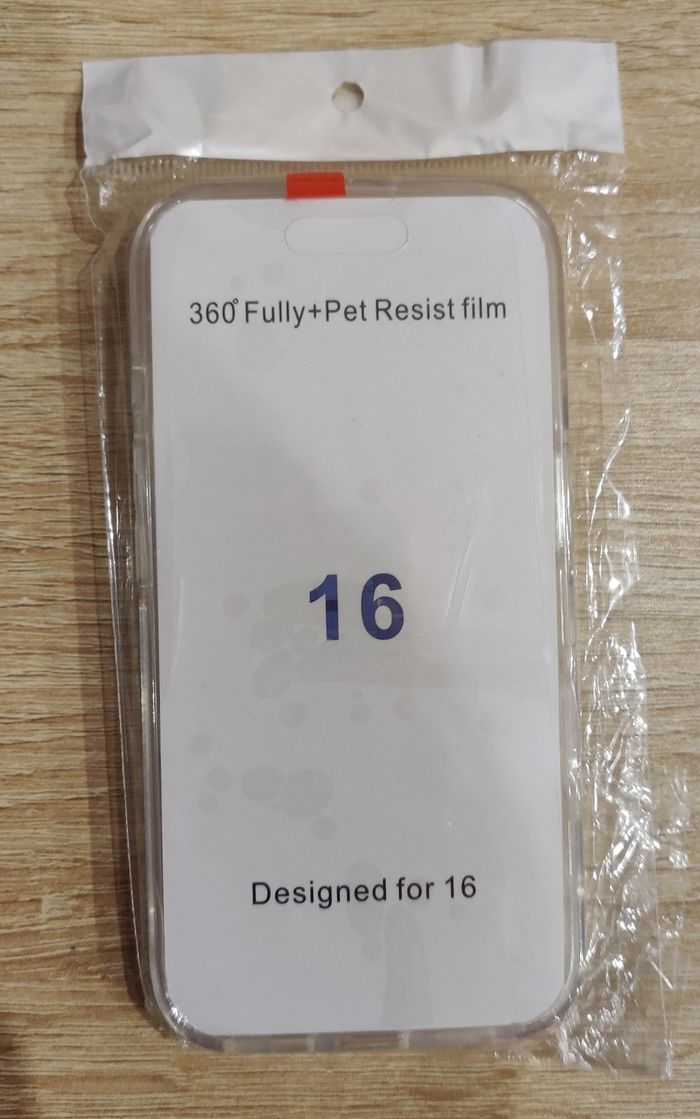 360° Fully+Pet Resist film
16
Designed for 16